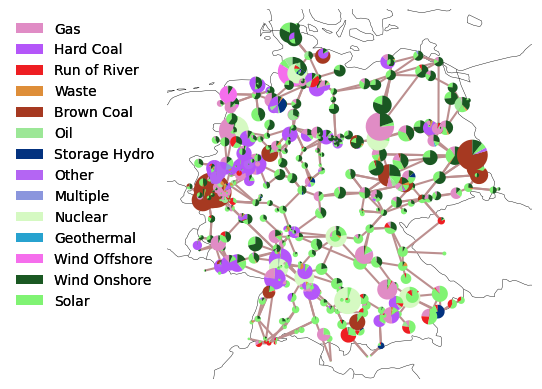 Gas
Hard Coal
Run of River
Waste
Brown Coal
Oil
Storage Hydro
Other
Multiple
Nuclear
Geothermal
Wind Offshore
Wind Onshore
Solar